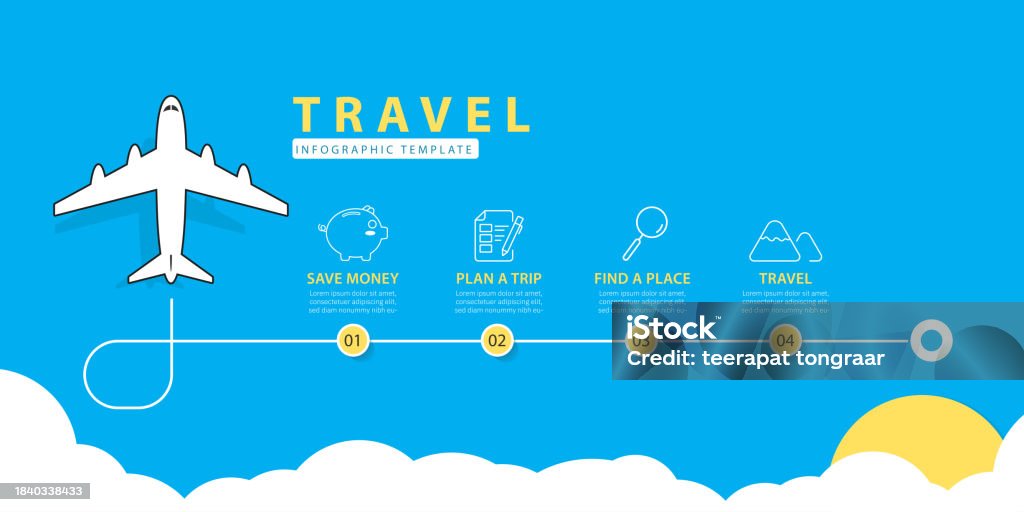 TRAVEL
INFOGRAPHIC TEMPLATE
SAVE MONEY
Lorem ipsum dolor sit amet,
consectetuer adipiscing elit,
sed diam nonummy nibh eu-
PLAN A TRIP
Lorem ipsum dolor sit amet,
consectetuer adipiscing elit,
sed diam nonummy nibh eu-
FIND A PLACE
Lorem ipsum dolor sit amet,
consectetuer adipiscing elit,
TRAVEL
Lorem ipsum dolor sit amet,
consectetuer adipiscing elit,
01
02
03
04
iStock™
Credit: teerapat tongraar
1840338433